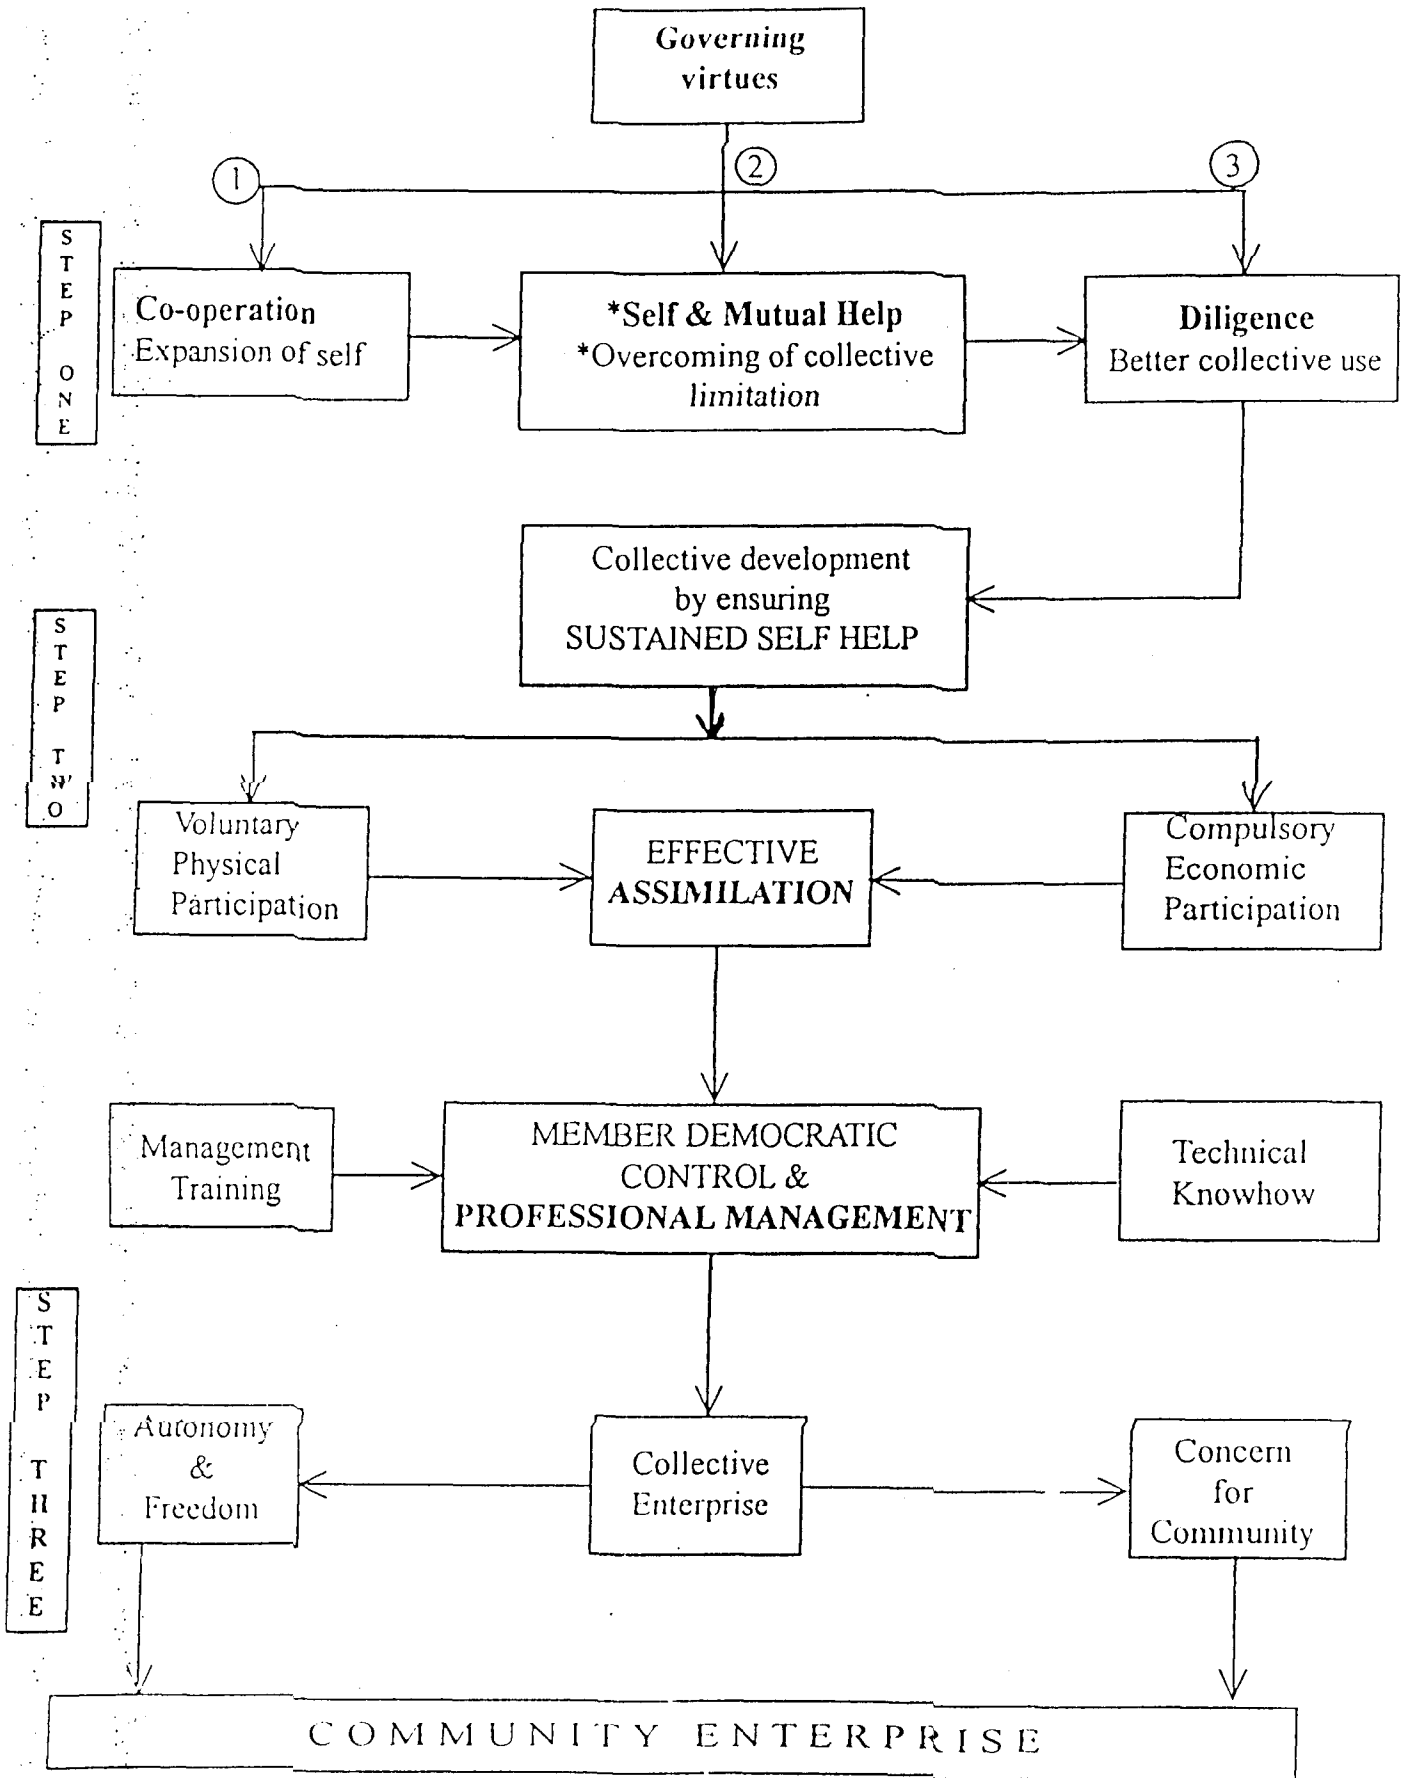 Governing
virtues
1
2
3
STEP ONE
Co-operation
Expansion of self
*Self & Mutual Help
*Overcoming of collective
limitation
Diligence
Better collective use
STEP TWO
Collective development
by ensuring
SUSTAINED SELF HELP
Voluntary
Physical
Participation
EFFECTIVE
ASSIMILATION
Compulsory
Economic
Participation
Management
Training
MEMBER DEMOCRATIC
CONTROL &
PROFESSIONAL MANAGEMENT
Technical
Knowhow
STEP THREE
Autonomy
&
Freedom
Collective
Enterprise
Concern
for
Community
COMMUNITY ENTERPRISE